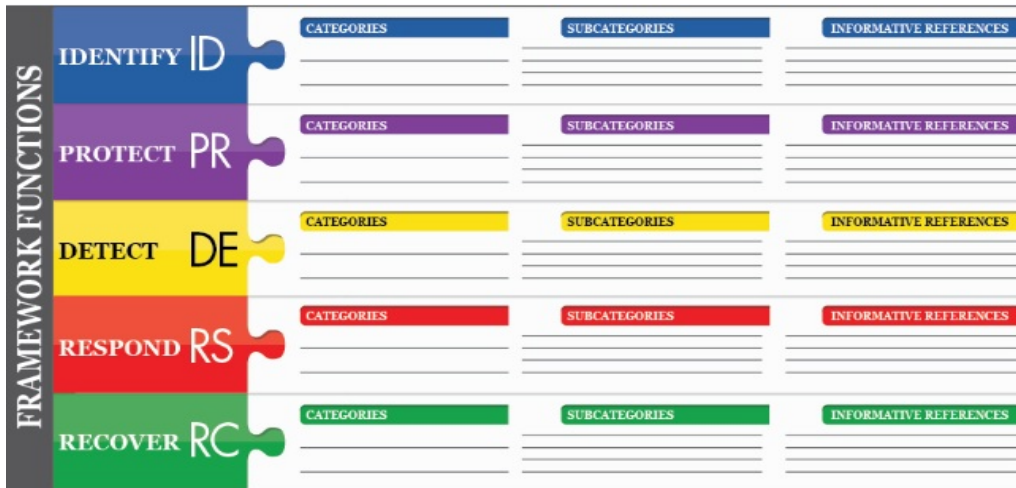 FRAMEWORK FUNCTIONS
IDENTIFY ID
CATEGORIES
SUBCATEGORIES
INFORMATIVE REFERENCES
PROTECT PR
CATEGORIES
SUBCATEGORIES
INFORMATIVE REFERENCES
DETECT DE
CATEGORIES
SUBCATEGORIES
INFORMATIVE REFERENCES
RESPOND RS
CATEGORIES
SUBCATEGORIES
INFORMATIVE REFERENCES
RECOVER RC
CATEGORIES
SUBCATEGORIES
INFORMATIVE REFERENCES